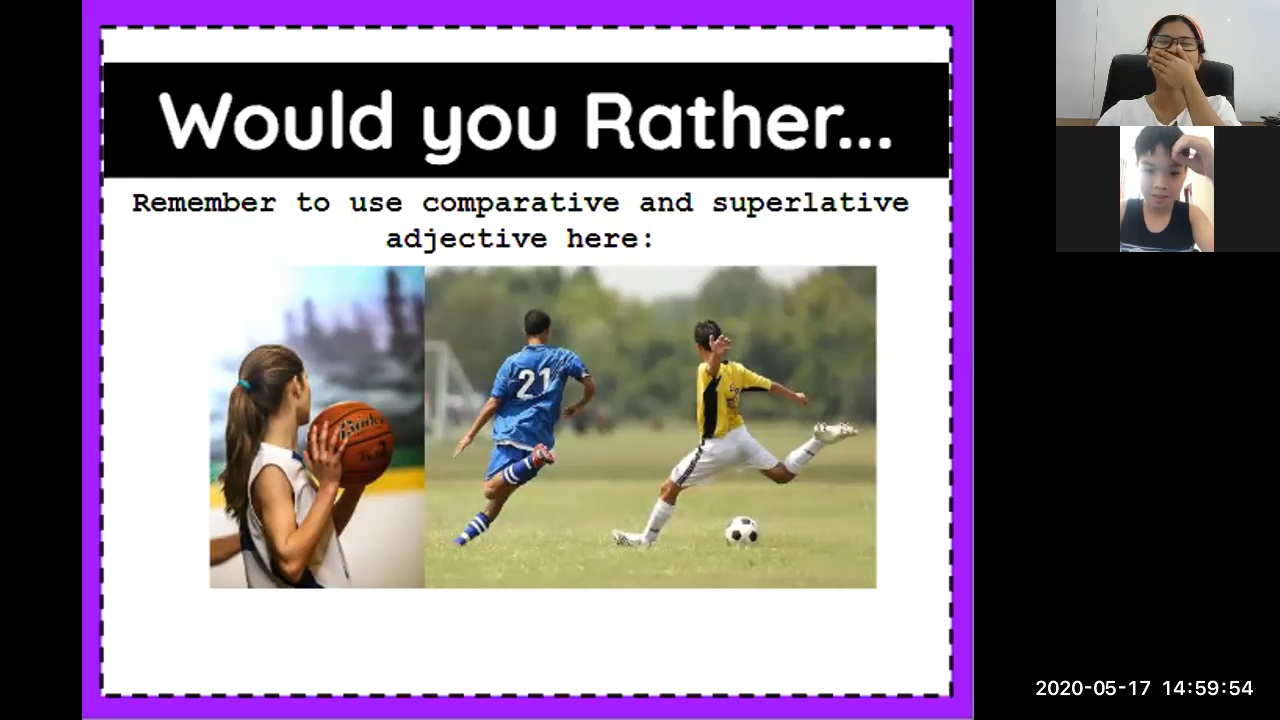 Would you Rather...
Remember to use comparative and superlative
adjective here:
21
2020-05-17 14:59:54